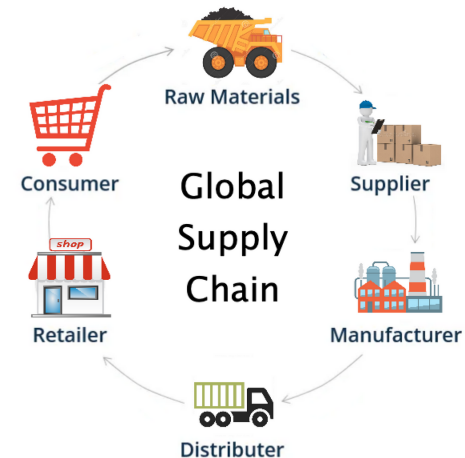 Raw Materials
Consumer
Global
Supply
Chain
Supplier
shop
Retailer
Manufacturer
Distributer